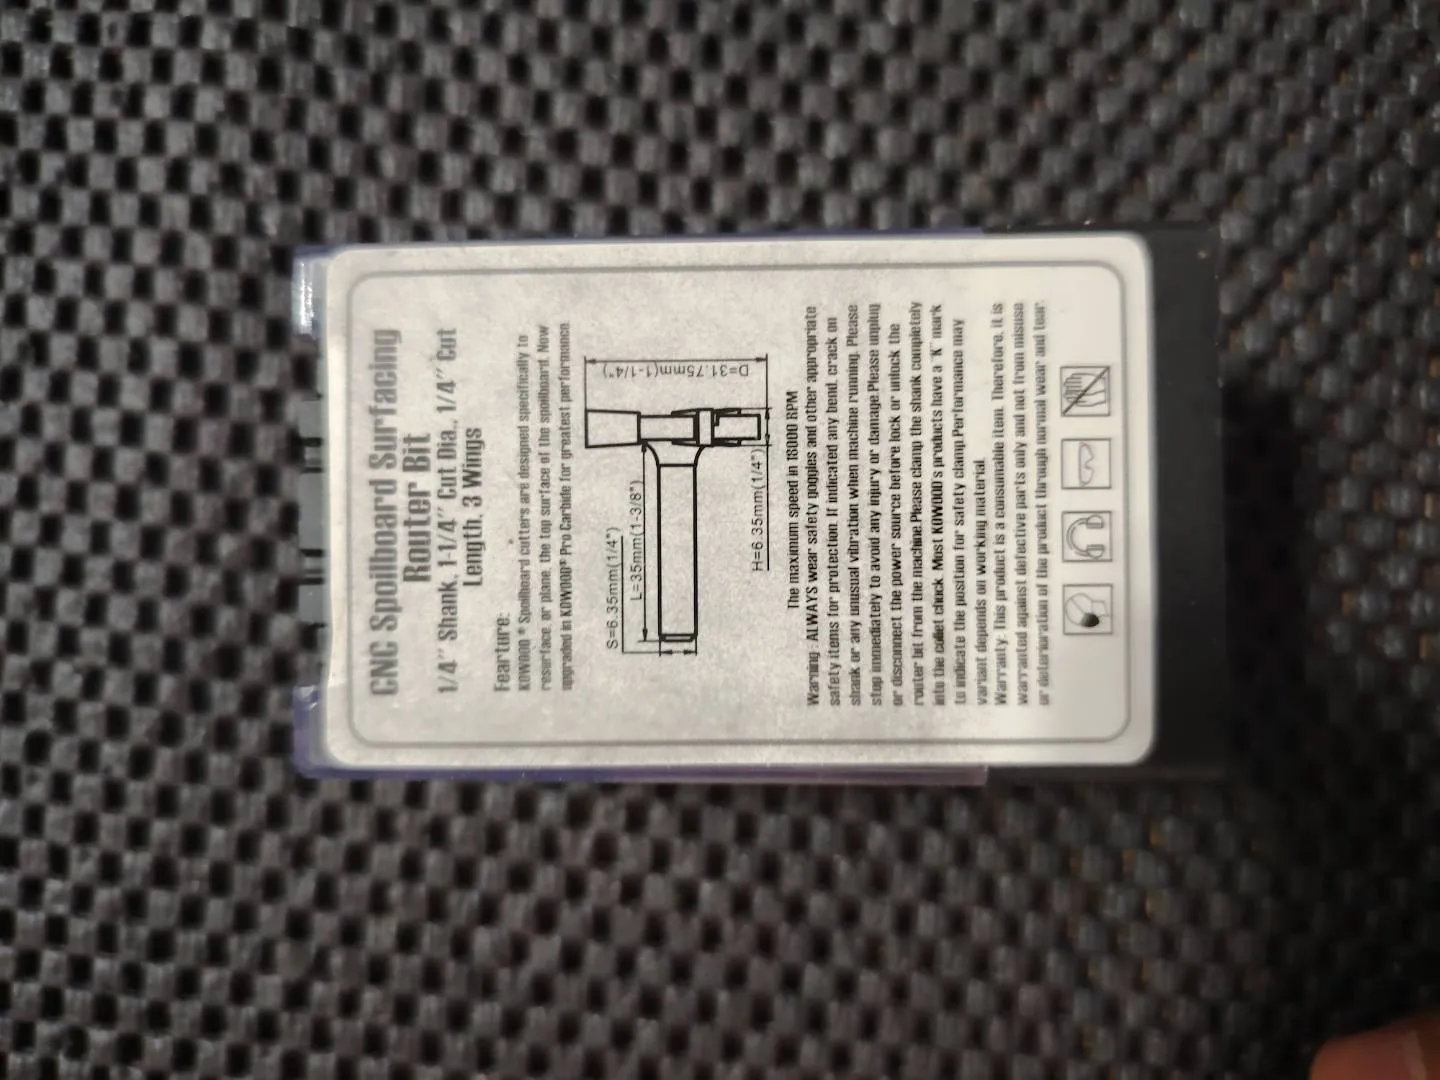 CNC Spoilboard Surfacing
Router Bit
1/4″ Shank, 1-1/4″ Cut Dia., 1/4″ Cut
Length, 3 Wings
Fearture:
KOWOOD ® Spoilboard cutters are designed specifically to
resurface, or plane, the top surface of the spoilboard. Now
upgraded in KOWOOD® Pro Carbide for greatest performance.
S=6.35mm(1/4")
L=35mm(1-3/8")
D=31.75mm(1-1/4")
H=6.35mm(1/4")
The maximum speed in 18000 RPM
Warning : ALWAYS wear safety goggles and other appropriate
safety items for protection. If indicated any bend, crack on
shank or any unusual vibration when machine running. Please
stop immediately to avoid any injury or damage.Please unplug
or disconnect the power source before lock or unlock the
router bit from the machine.Please clamp the shank completely
into the collet chuck. Most KOWOOD's products have a "K" mark
to indicate the position for safety clamp.Performance may
variant depends on working material.
Warranty: This product is a consumable item. Therefore, it is
warranted against defective parts only and not from misuse
or deterioration of the product through normal wear and tear.